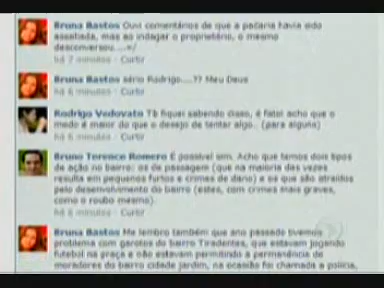 Bruna Bastos Ouvi comentários de que a padaria havia sido
assaltada, mas ao indagar o proprietário, o mesmo
desconversou....=/
há 7 minutos · Curtir
Bruna Bastos sério Rodrigo....?? Meu Deus
há 6 minutos · Curtir
Rodrigo Vedovato Tb fiquei sabendo disso, é fato! acho que o
medo é maior do que o desejo de tentar algo.. (para alguns)
há 6 minutos · Curtir
Bruno Terence Romero É possível sim. Acho que temos dois tipos
de ação no bairro: os de passagem (que na maioria das vezes
resulta em pequenos furtos e crimes de dano) e os que são atraídos
pelo desenvolvimento do bairro (estes, com crimes mais graves,
como o roubo mesmo).
há 6 minutos · Curtir
Bruna Bastos Me lembro também que ano passado tivemos
problema com garotos do bairro Tiradentes, que estavam jogando
futebol na praça e não estavam permitindo a permanência de
moradores do bairro cidade jardim, na ocasião foi chamada a polícia,